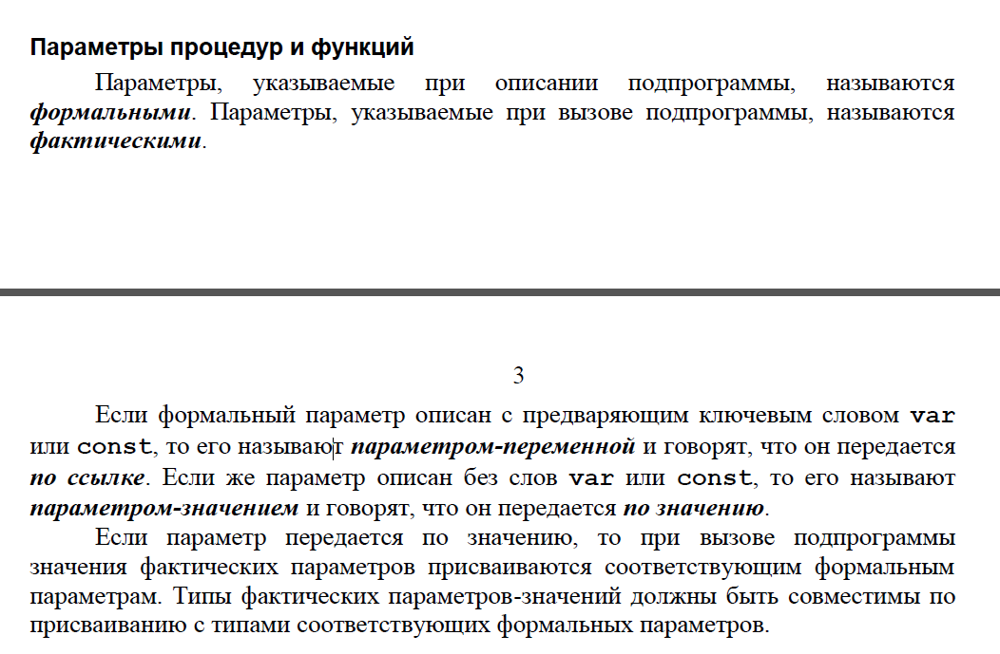 Параметры процедур и функций
Параметры, указываемые при описании подпрограммы, называются
формальными. Параметры, указываемые при вызове подпрограммы, называются
фактическими.
3
Если формальный параметр описан с предваряющим ключевым словом var
или const, то его называют параметром-переменной и говорят, что он передается
по ссылке. Если же параметр описан без слов var или const, то его называют
параметром-значением и говорят, что он передается по значению.
Если параметр передается по значению, то при вызове подпрограммы
значения фактических параметров присваиваются соответствующим формальным
параметрам. Типы фактических параметров-значений должны быть совместимы по
присваиванию с типами соответствующих формальных параметров.